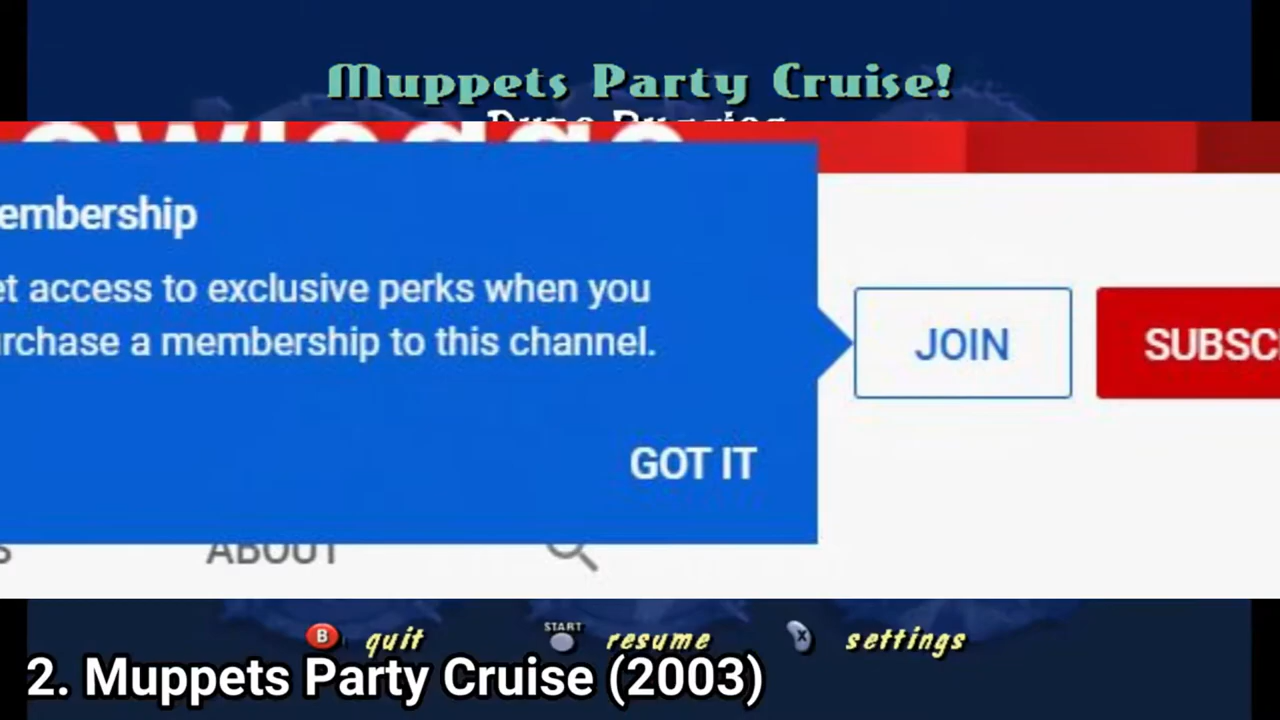 Muppets Party Cruise!
embership
et access to exclusive perks when you
urchase a membership to this channel.
JOIN
SUBSC
GOT IT
S
ABOUT
B quit
START resume
X settings
2. Muppets Party Cruise (2003)